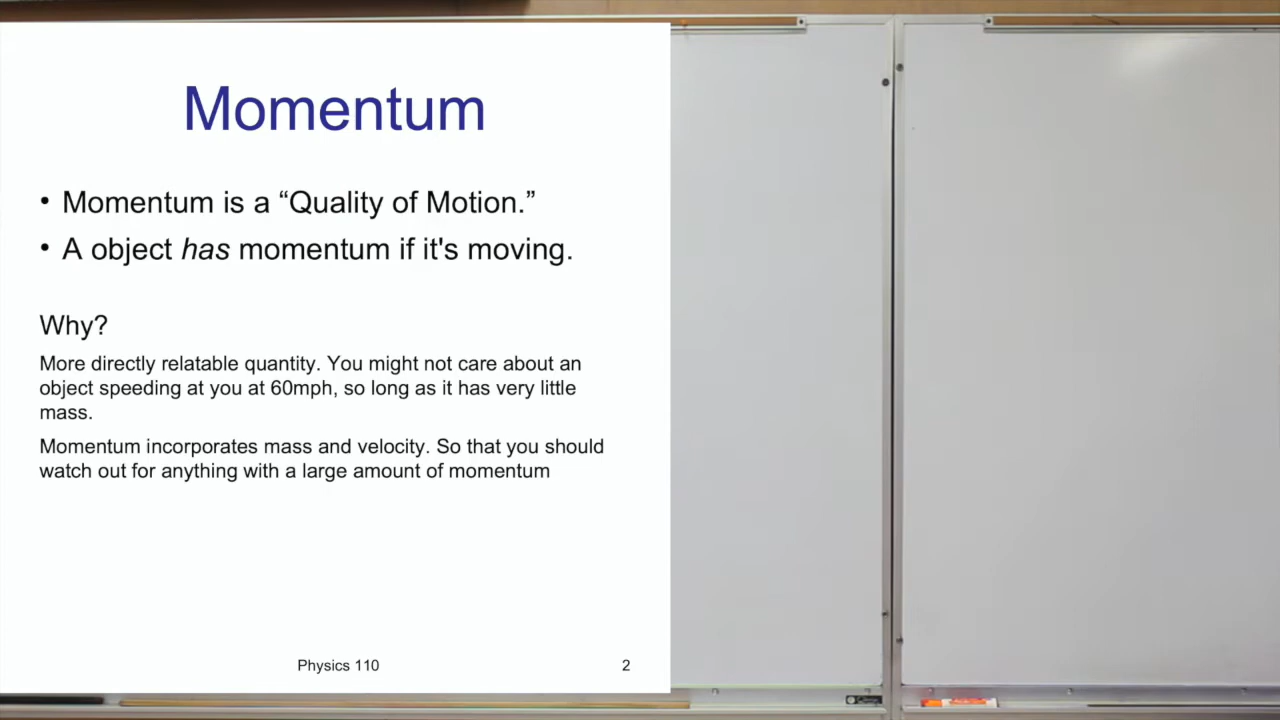 Momentum
• Momentum is a “Quality of Motion.”
• A object has momentum if it's moving.
Why?
More directly relatable quantity. You might not care about an
object speeding at you at 60mph, so long as it has very little
mass.
Momentum incorporates mass and velocity. So that you should
watch out for anything with a large amount of momentum
Physics 110
2